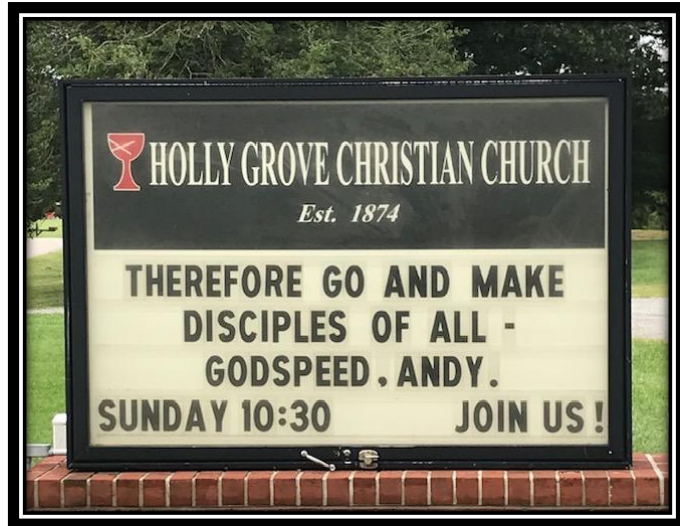 HOLLY GROVE CHRISTIAN CHURCH
Est. 1874
THEREFORE GO AND MAKE
DISCIPLES OF ALL -
GODSPEED, ANDY.
SUNDAY 10:30 JOIN US!